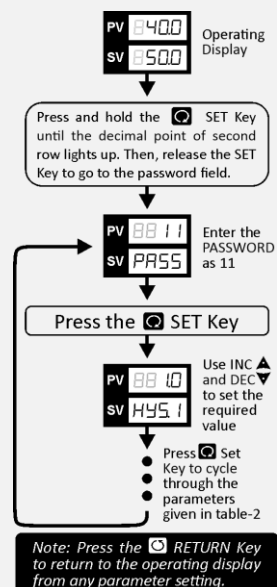 PV 40.0
Operating
SV 50.0
Display
Press and hold the SET Key
until the decimal point of second
row lights up. Then, release the SET
Key to go to the password field.
PV 11
SV PASS
Enter the
PASSWORD
as 11
Press the SET Key
PV 1.0
SV HYS.1
Use INC
and DEC
to set the
required
value
Press Set
Key to cycle
through the
parameters
given in table-2
Note: Press the RETURN Key
to return to the operating display
from any parameter setting.